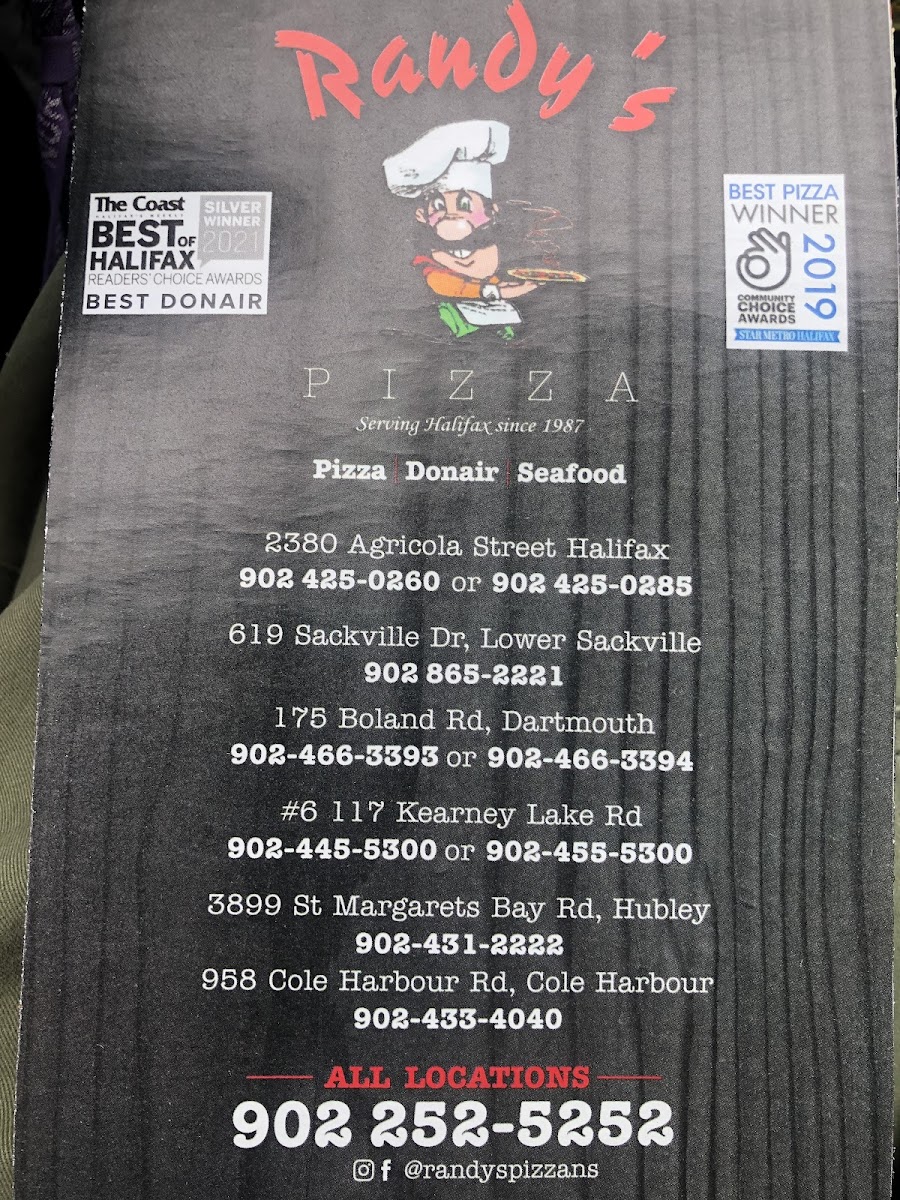 Randy's
The Coast
HALIFAX'S WEEKLY
BEST OF
HALIFAX
SILVER
WINNER
2021
READERS' CHOICE AWARDS
BEST DONAIR
BEST PIZZA
WINNER
2019
COMMUNITY
CHOICE
AWARDS
STAR METRO HALIFAX
PIZZA
Serving Halifax since 1987
Pizza | Donair | Seafood
2380 Agricola Street Halifax
902 425-0260 or 902 425-0285
619 Sackville Dr, Lower Sackville
902 865-2221
175 Boland Rd, Dartmouth
902-466-3393 or 902-466-3394
#6 117 Kearney Lake Rd
902-445-5300 or 902-455-5300
3899 St Margarets Bay Rd, Hubley
902-431-2222
958 Cole Harbour Rd, Cole Harbour
902-433-4040
ALL LOCATIONS
902 252-5252
@randyspizzans